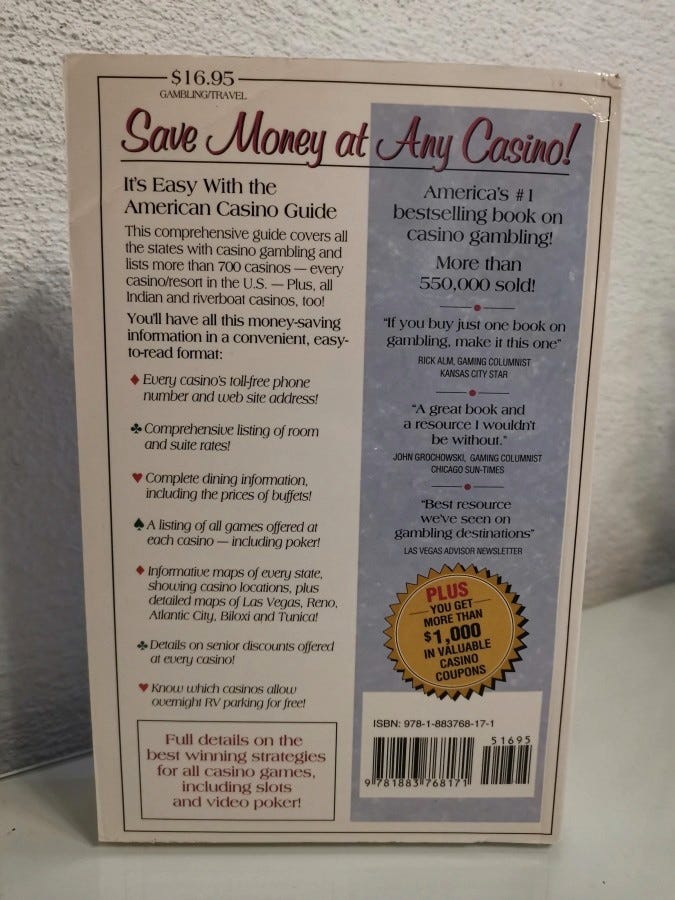 $16.95
GAMBLING/TRAVEL
Save Money at Any Casino!
It's Easy With the
American Casino Guide
This comprehensive guide covers all
the states with casino gambling and
lists more than 700 casinos — every
casino/resort in the U.S. — Plus, all
Indian and riverboat casinos, too!
You'll have all this money-saving
information in a convenient, easy-
to-read format:
Every casino's toll-free phone
number and web site address!
Comprehensive listing of room
and suite rates!
Complete dining information,
including the prices of buffets!
A listing of all games offered at
each casino — including poker!
Informative maps of every state,
showing casino locations, plus
detailed maps of Las Vegas, Reno,
Atlantic City, Biloxi and Tunica!
Details on senior discounts offered
at every casino!
Know which casinos allow
overnight RV parking for free!
Full details on the
best winning strategies
for all casino games,
including slots
and video poker!
America's #1
bestselling book on
casino gambling!
More than
550,000 sold!
"If you buy just one book on
gambling, make it this one"
RICK ALM, GAMING COLUMNIST
KANSAS CITY STAR
"A great book and
a resource I wouldn't
be without."
JOHN GROCHOWSKI, GAMING COLUMNIST
CHICAGO SUN-TIMES
"Best resource
we've seen on
gambling destinations"
LAS VEGAS ADVISOR NEWSLETTER
PLUS
YOU GET
MORE THAN
$1,000
IN VALUABLE
CASINO
COUPONS
ISBN: 978-1-883768-17-1
51695
9 781883 768171